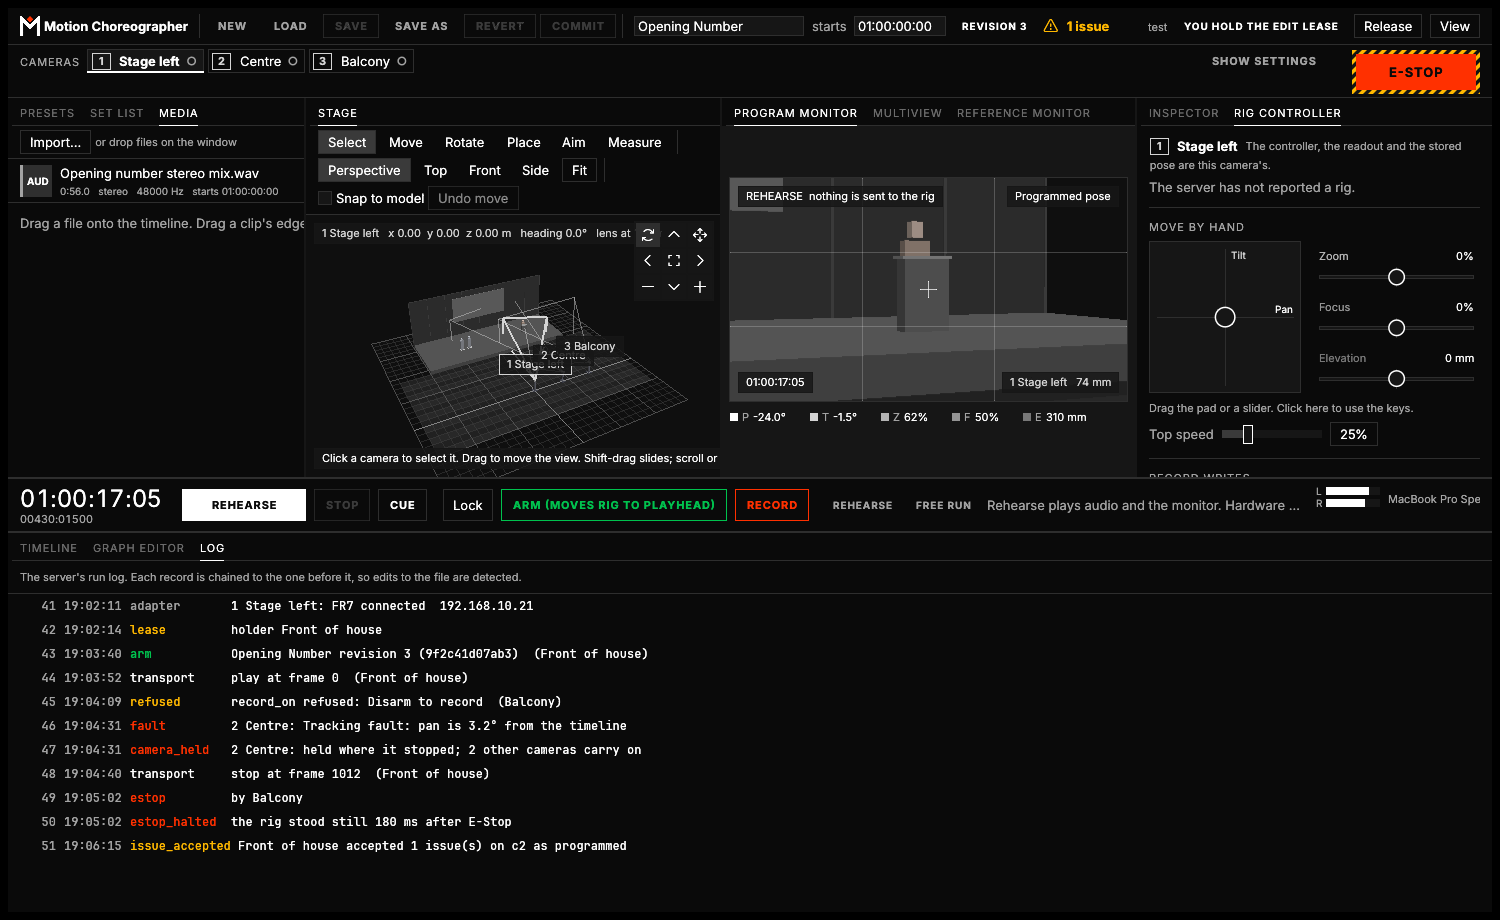 Motion Choreographer NEW LOAD SAVE SAVE AS REVERT COMMIT Opening Number starts 01:00:00:00 REVISION 3 1 issue test YOU HOLD THE EDIT LEASE Release View
CAMERAS 1 Stage left 2 Centre 3 Balcony SHOW SETTINGS E-STOP
PRESETS SET LIST MEDIA
Import... or drop files on the window
AUD Opening number stereo mix.wav
0:56.0 stereo 48000 Hz starts 01:00:00:00
Drag a file onto the timeline. Drag a clip's edge
STAGE
Select Move Rotate Place Aim Measure
Perspective Top Front Side Fit
Snap to model Undo move
1 Stage left x 0.00 y 0.00 z 0.00 m heading 0.0° lens at
3 Balcony
2 Centre
1 Stage left
Click a camera to select it. Drag to move the view. Shift-drag slides; scroll or
PROGRAM MONITOR MULTIVIEW REFERENCE MONITOR
REHEARSE nothing is sent to the rig Programmed pose
01:00:17:05 1 Stage left 74 mm
P -24.0° T -1.5° Z 62% F 50% E 310 mm
INSPECTOR RIG CONTROLLER
1 Stage left The controller, the readout and the stored
pose are this camera's.
The server has not reported a rig.
MOVE BY HAND
Tilt
Pan
Zoom 0%
Focus 0%
Elevation 0 mm
Drag the pad or a slider. Click here to use the keys.
Top speed 25%
RECORD WRITES
01:00:17:05
00430:01500
REHEARSE STOP CUE Lock ARM (MOVES RIG TO PLAYHEAD) RECORD REHEARSE FREE RUN Rehearse plays audio and the monitor. Hardware ...
L
R
MacBook Pro Spe
TIMELINE GRAPH EDITOR LOG
The server's run log. Each record is chained to the one before it, so edits to the file are detected.
41 19:02:11 adapter 1 Stage left: FR7 connected 192.168.10.21
42 19:02:14 lease holder Front of house
43 19:03:40 arm Opening Number revision 3 (9f2c41d07ab3) (Front of house)
44 19:03:52 transport play at frame 0 (Front of house)
45 19:04:09 refused record_on refused: Disarm to record (Balcony)
46 19:04:31 fault 2 Centre: Tracking fault: pan is 3.2° from the timeline
47 19:04:31 camera_held 2 Centre: held where it stopped; 2 other cameras carry on
48 19:04:40 transport stop at frame 1012 (Front of house)
49 19:05:02 estop by Balcony
50 19:05:02 estop_halted the rig stood still 180 ms after E-Stop
51 19:06:15 issue_accepted Front of house accepted 1 issue(s) on c2 as programmed